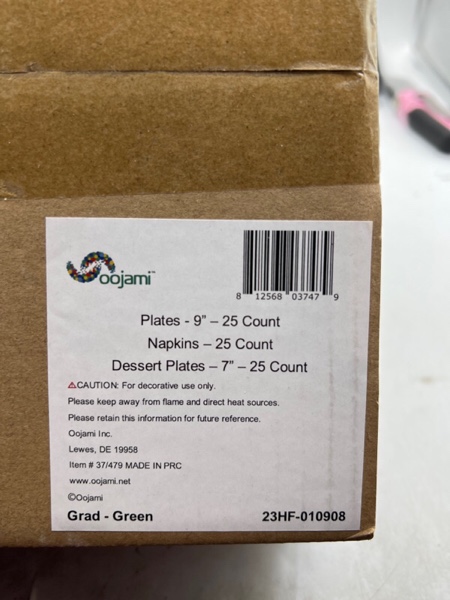 oojami™
8 12568 03747 9
Plates - 9” – 25 Count
Napkins – 25 Count
Dessert Plates – 7” – 25 Count
⚠CAUTION: For decorative use only.
Please keep away from flame and direct heat sources.
Please retain this information for future reference.
Oojami Inc.
Lewes, DE 19958
Item # 37/479 MADE IN PRC
www.oojami.net
©Oojami
Grad - Green 23HF-010908